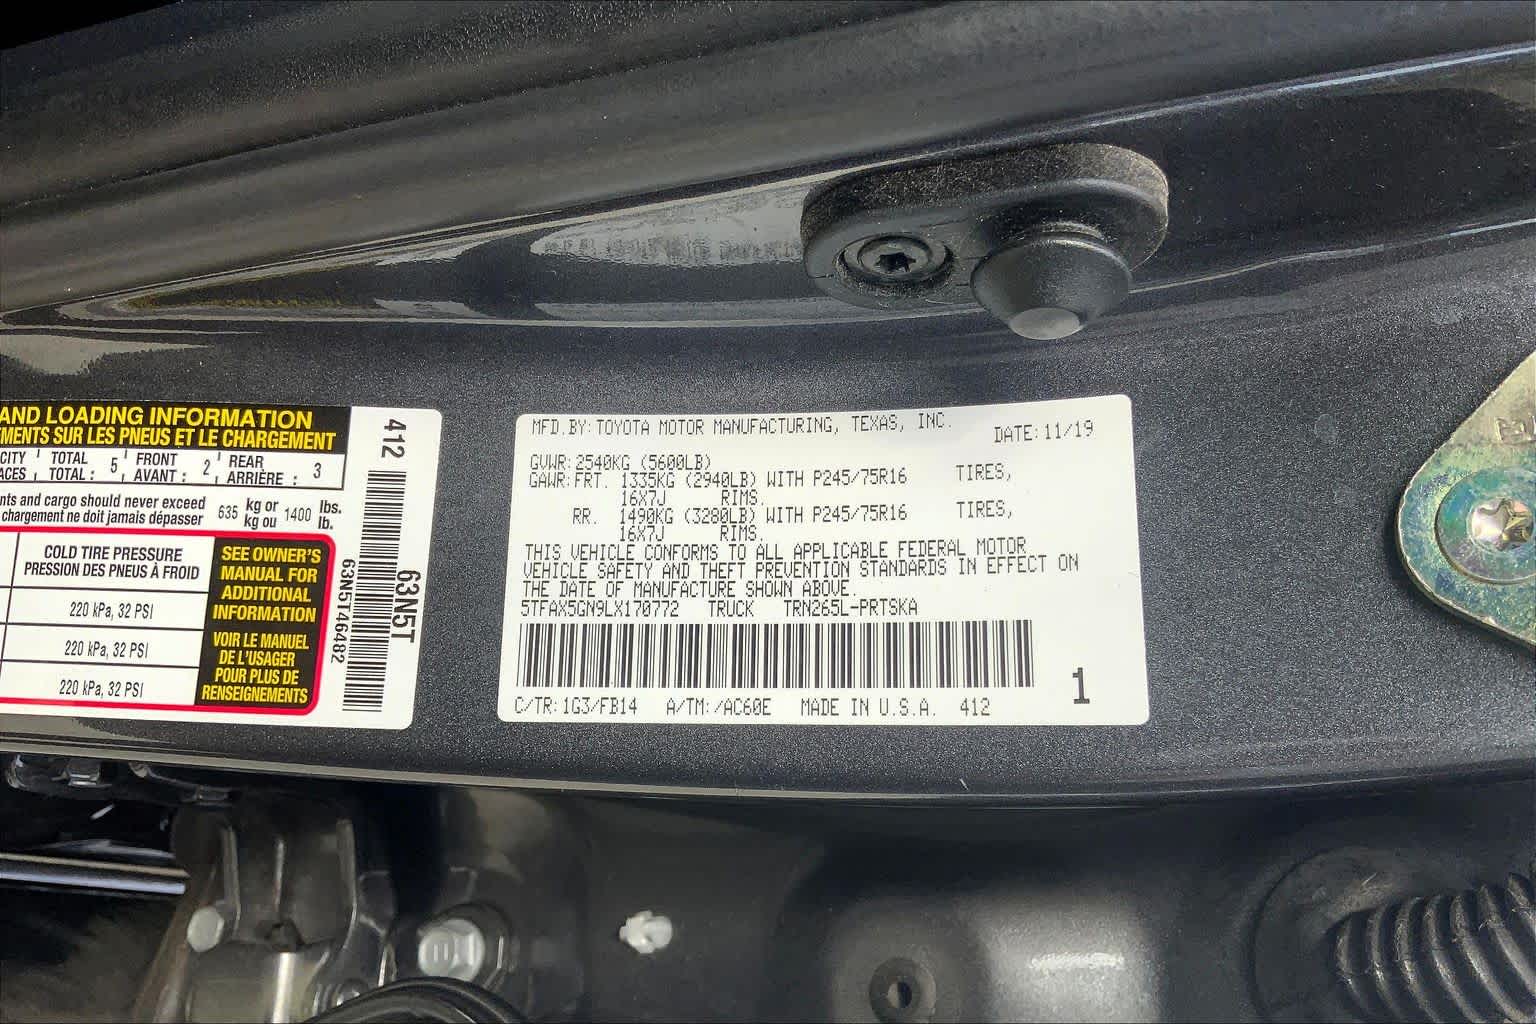 AND LOADING INFORMATION
MENTS SUR LES PNEUS ET LE CHARGEMENT
CITY TOTAL 5 FRONT 2 REAR 3
ACES TOTAL : AVANT : ARRIÈRE :
nts and cargo should never exceed 635 kg or 1400 lbs.
chargement ne doit jamais dépasser kg ou lb.
COLD TIRE PRESSURE
PRESSION DES PNEUS À FROID
220 kPa, 32 PSI
220 kPa, 32 PSI
220 kPa, 32 PSI
SEE OWNER'S
MANUAL FOR
ADDITIONAL
INFORMATION
VOIR LE MANUEL
DE L'USAGER
POUR PLUS DE
RENSEIGNEMENTS
412
63N5T46482
63N5T
MFD.BY:TOYOTA MOTOR MANUFACTURING, TEXAS, INC.
DATE:11/19
GVWR:2540KG (5600LB)
GAWR:FRT. 1335KG (2940LB) WITH P245/75R16 TIRES,
16X7J RIMS.
RR. 1490KG (3280LB) WITH P245/75R16 TIRES,
16X7J RIMS.
THIS VEHICLE CONFORMS TO ALL APPLICABLE FEDERAL MOTOR
VEHICLE SAFETY AND THEFT PREVENTION STANDARDS IN EFFECT ON
THE DATE OF MANUFACTURE SHOWN ABOVE.
5TFAX5GN9LX170772 TRUCK TRN265L-PRTSKA
C/TR:1G3/FB14 A/TM:/AC60E MADE IN U.S.A. 412
1